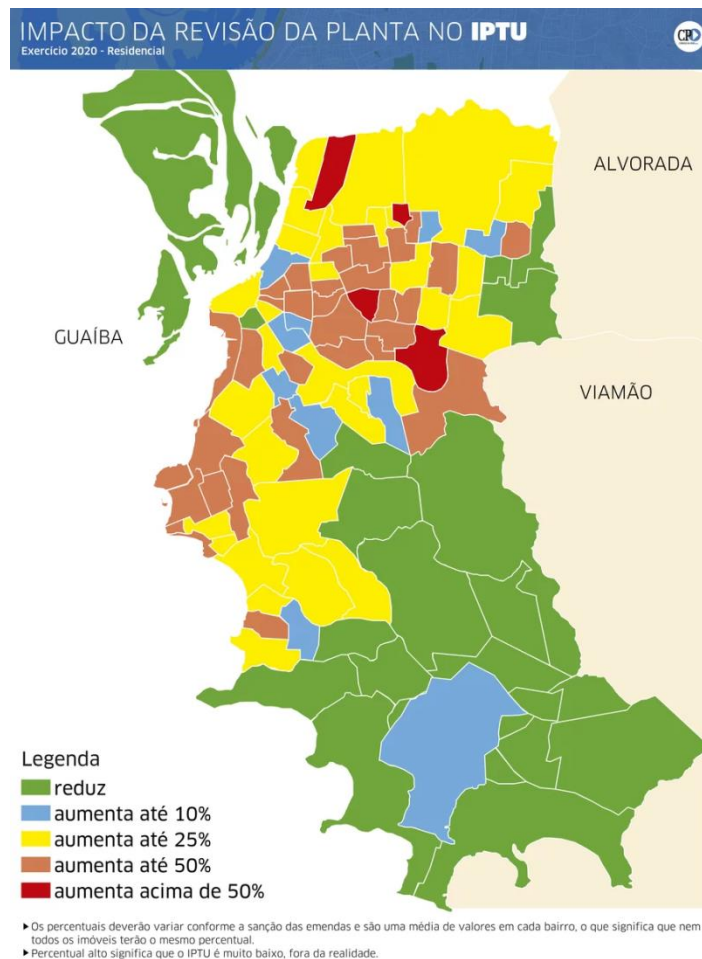 IMPACTO DA REVISÃO DA PLANTA NO IPTU
Exercício 2020 - Residencial
ALVORADA
GUAÍBA
VIAMÃO
Legenda
reduz
aumenta até 10%
aumenta até 25%
aumenta até 50%
aumenta acima de 50%
▸ Os percentuais deverão variar conforme a sanção das emendas e são uma média de valores em cada bairro, o que significa que nem
todos os imóveis terão o mesmo percentual.
▸ Percentual alto significa que o IPTU é muito baixo, fora da realidade.